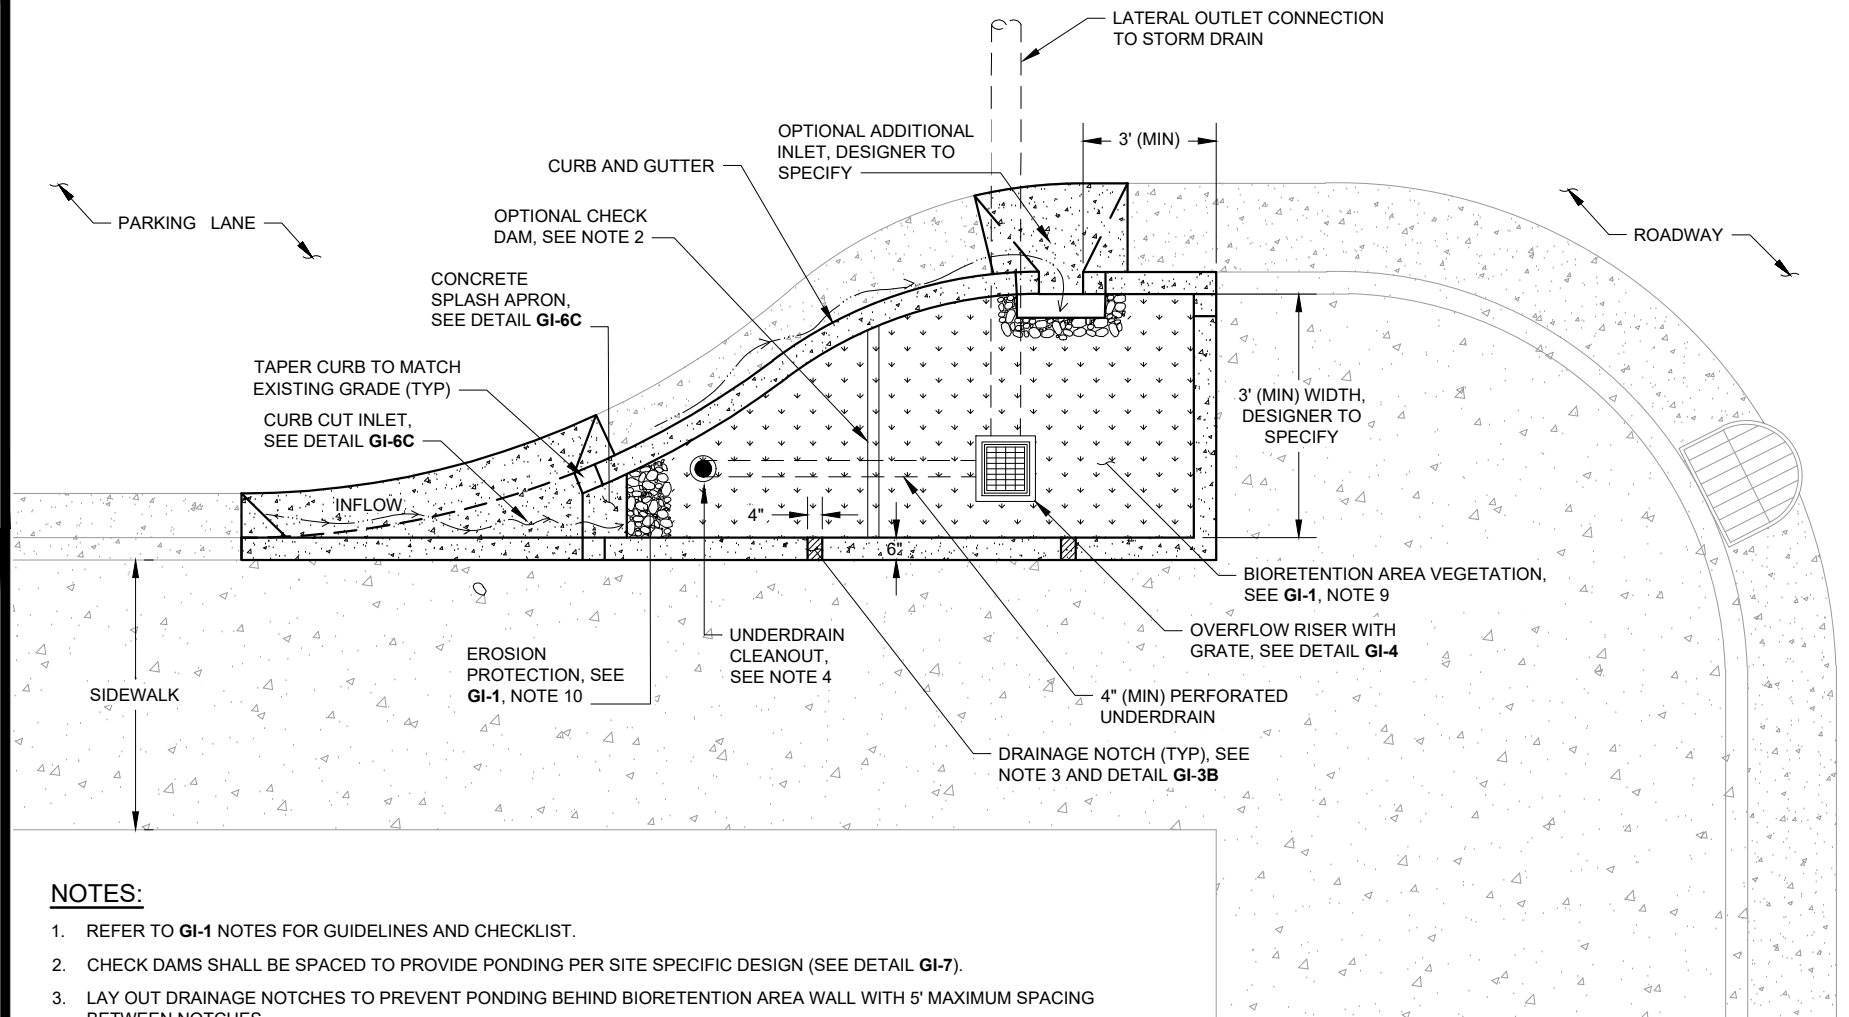 LATERAL OUTLET CONNECTION
TO STORM DRAIN
OPTIONAL ADDITIONAL
INLET, DESIGNER TO
SPECIFY
3' (MIN)
CURB AND GUTTER
PARKING LANE
OPTIONAL CHECK
DAM, SEE NOTE 2
ROADWAY
CONCRETE
SPLASH APRON,
SEE DETAIL GI-6C
TAPER CURB TO MATCH
EXISTING GRADE (TYP)
CURB CUT INLET,
SEE DETAIL GI-6C
3' (MIN) WIDTH,
DESIGNER TO
SPECIFY
INFLOW
4"
6"
BIORETENTION AREA VEGETATION,
SEE GI-1, NOTE 9
OVERFLOW RISER WITH
GRATE, SEE DETAIL GI-4
UNDERDRAIN
CLEANOUT,
SEE NOTE 4
EROSION
PROTECTION, SEE
GI-1, NOTE 10
SIDEWALK
4" (MIN) PERFORATED
UNDERDRAIN
DRAINAGE NOTCH (TYP), SEE
NOTE 3 AND DETAIL GI-3B
NOTES:
1. REFER TO GI-1 NOTES FOR GUIDELINES AND CHECKLIST.
2. CHECK DAMS SHALL BE SPACED TO PROVIDE PONDING PER SITE SPECIFIC DESIGN (SEE DETAIL GI-7).
3. LAY OUT DRAINAGE NOTCHES TO PREVENT PONDING BEHIND BIORETENTION AREA WALL WITH 5' MAXIMUM SPACING
BETWEEN NOTCHES